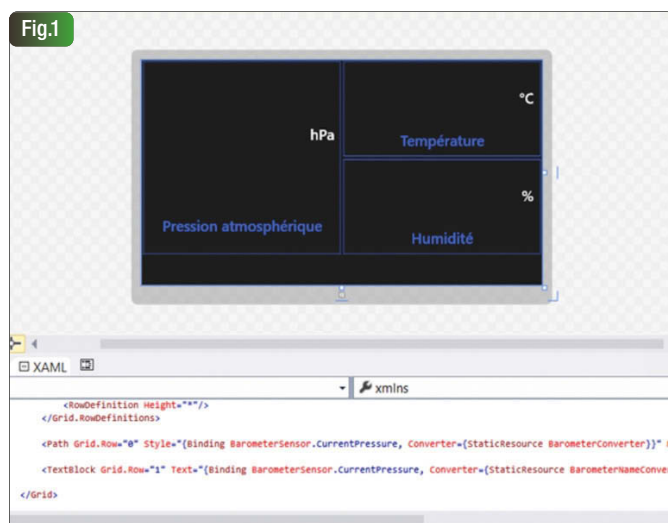 Fig.1
hPa
Pression atmosphérique
°C
Température
%
Humidité
XAML
xmlns
<RowDefinition Height="*"/>
</Grid.RowDefinitions>
<Path Grid.Row="0" Style="{Binding BarometerSensor.CurrentPressure, Converter={StaticResource BarometerConverter}}"
<TextBlock Grid.Row="1" Text="{Binding BarometerSensor.CurrentPressure, Converter={StaticResource BarometerNameConve
</Grid>